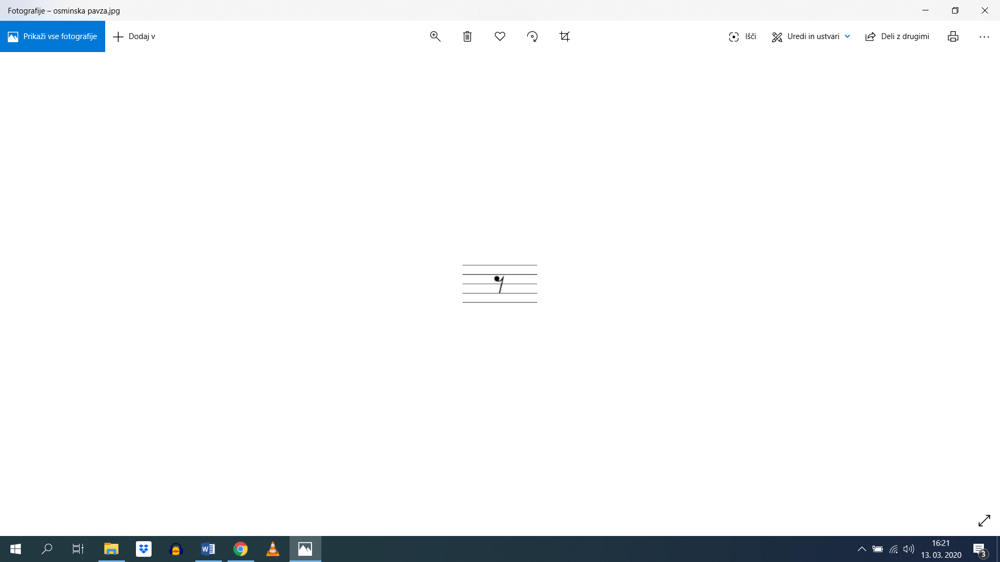 Fotografije – osminska pavza.jpg
Prikaži vse fotografije
Dodaj v
Išči
Uredi in ustvari
Deli z drugimi
16:21
13. 03. 2020
3